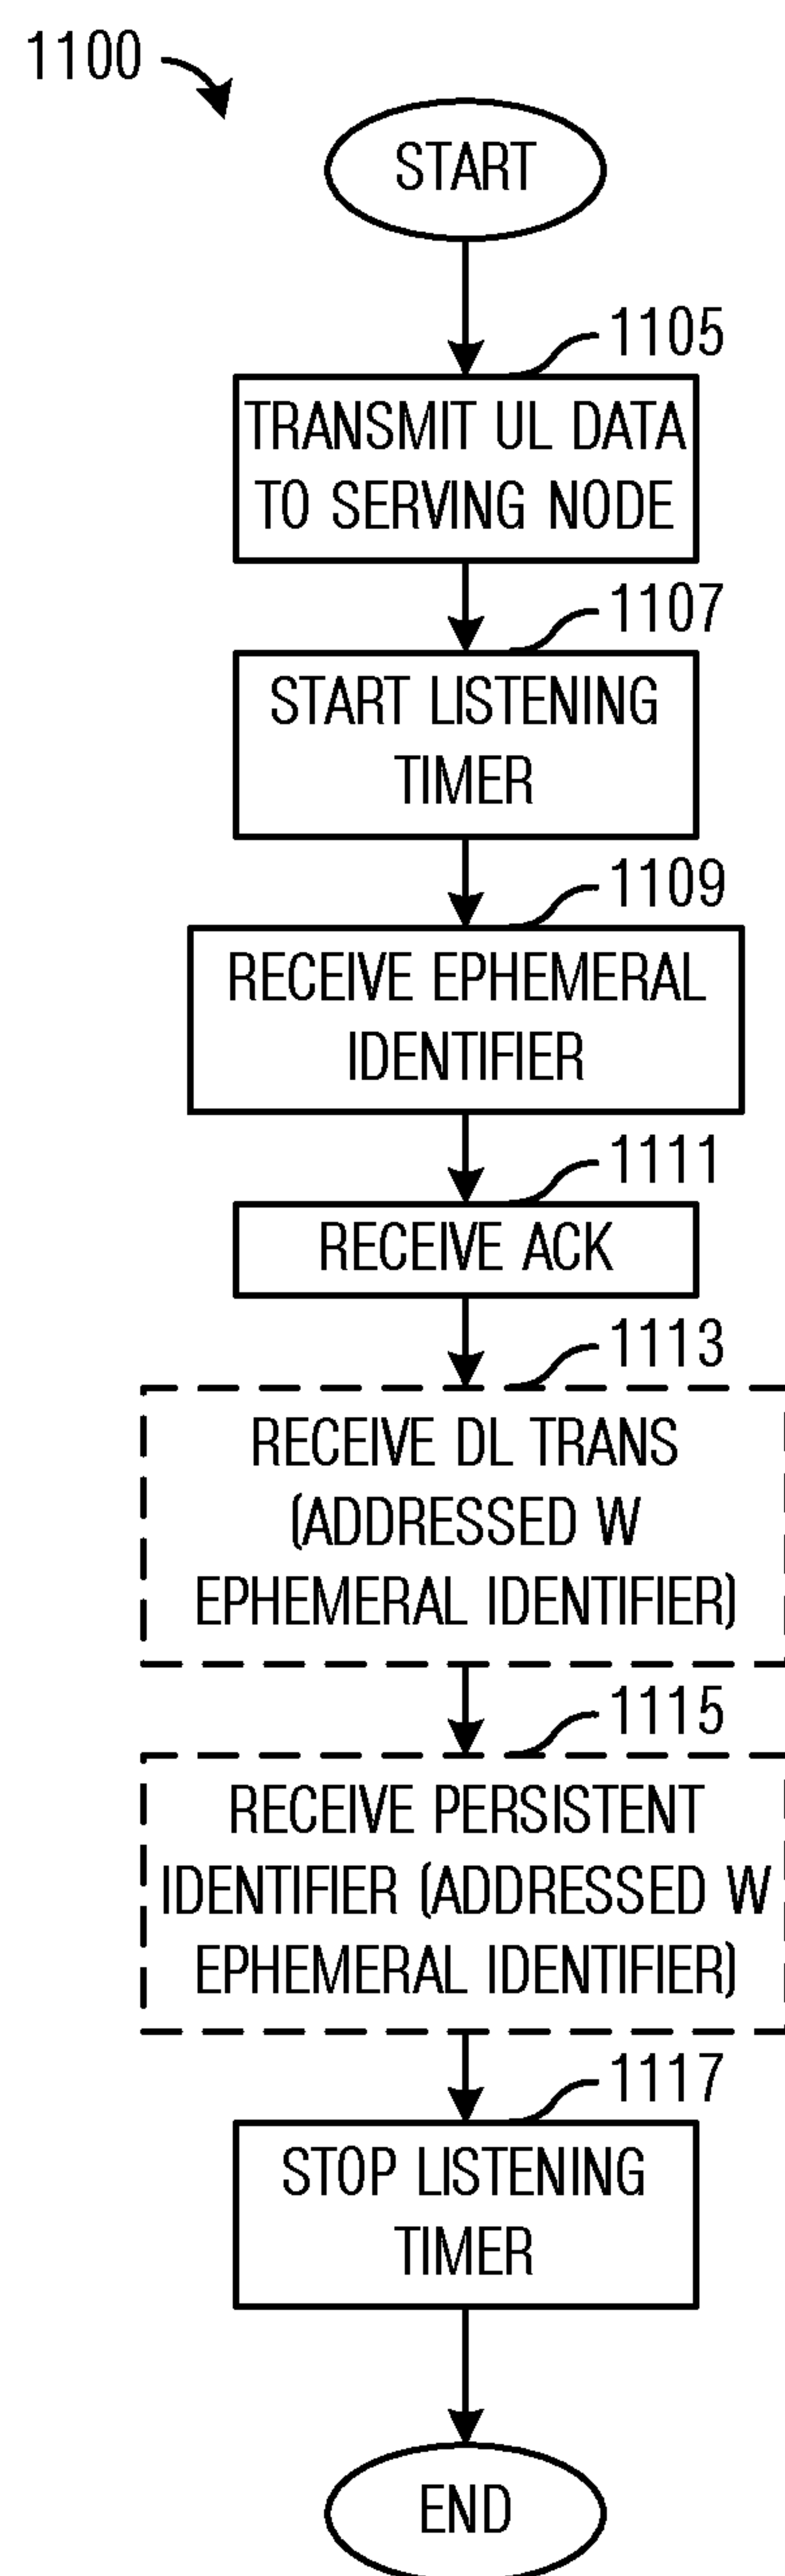 1100
START
1105
TRANSMIT UL DATA
TO SERVING NODE
1107
START LISTENING
TIMER
1109
RECEIVE EPHEMERAL
IDENTIFIER
1111
RECEIVE ACK
1113
RECEIVE DL TRANS
(ADDRESSED W
EPHEMERAL IDENTIFIER)
1115
RECEIVE PERSISTENT
IDENTIFIER (ADDRESSED W
EPHEMERAL IDENTIFIER)
1117
STOP LISTENING
TIMER
END